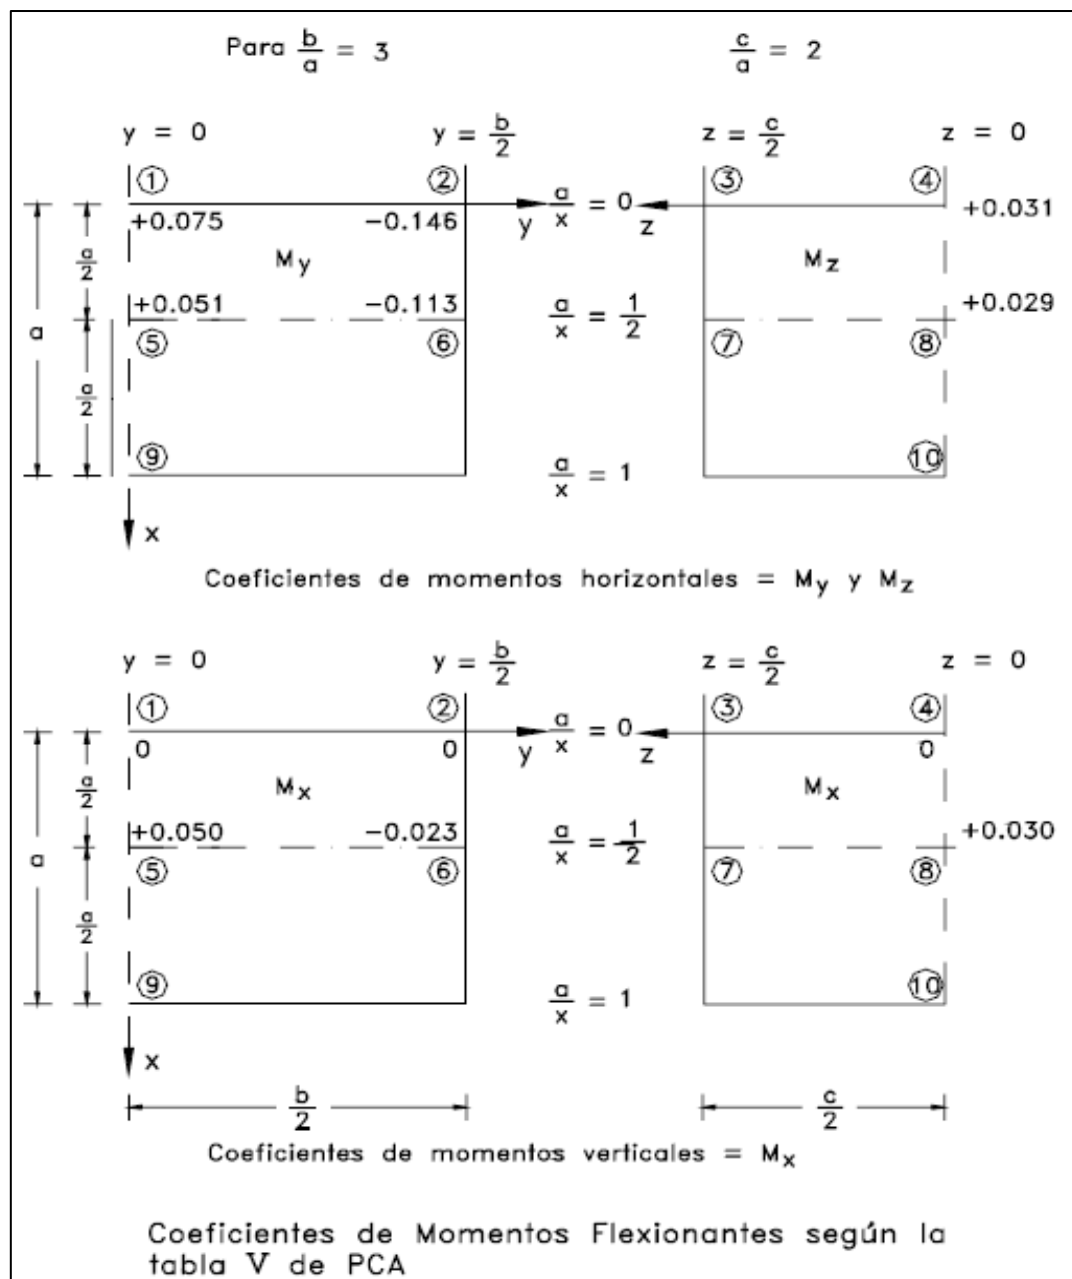 Para b/a = 3 c/a = 2
y = 0 y = b/2 z = c/2 z = 0
① ② a/x = 0 ③ ④
+0.075 -0.146 y z +0.031
a/2 My Mz
+0.051 -0.113 a/x = 1/2 +0.029
a ⑤ ⑥ ⑦ ⑧
a/2
⑨ a/x = 1 ⑩
x
Coeficientes de momentos horizontales = My y Mz
y = 0 y = b/2 z = c/2 z = 0
① ② a/x = 0 ③ ④
0 0 y z 0
a/2 Mx Mx
+0.050 -0.023 a/x = 1/2 +0.030
a ⑤ ⑥ ⑦ ⑧
a/2
⑨ a/x = 1 ⑩
x
b/2 c/2
Coeficientes de momentos verticales = Mx
Coeficientes de Momentos Flexionantes según la
tabla V de PCA